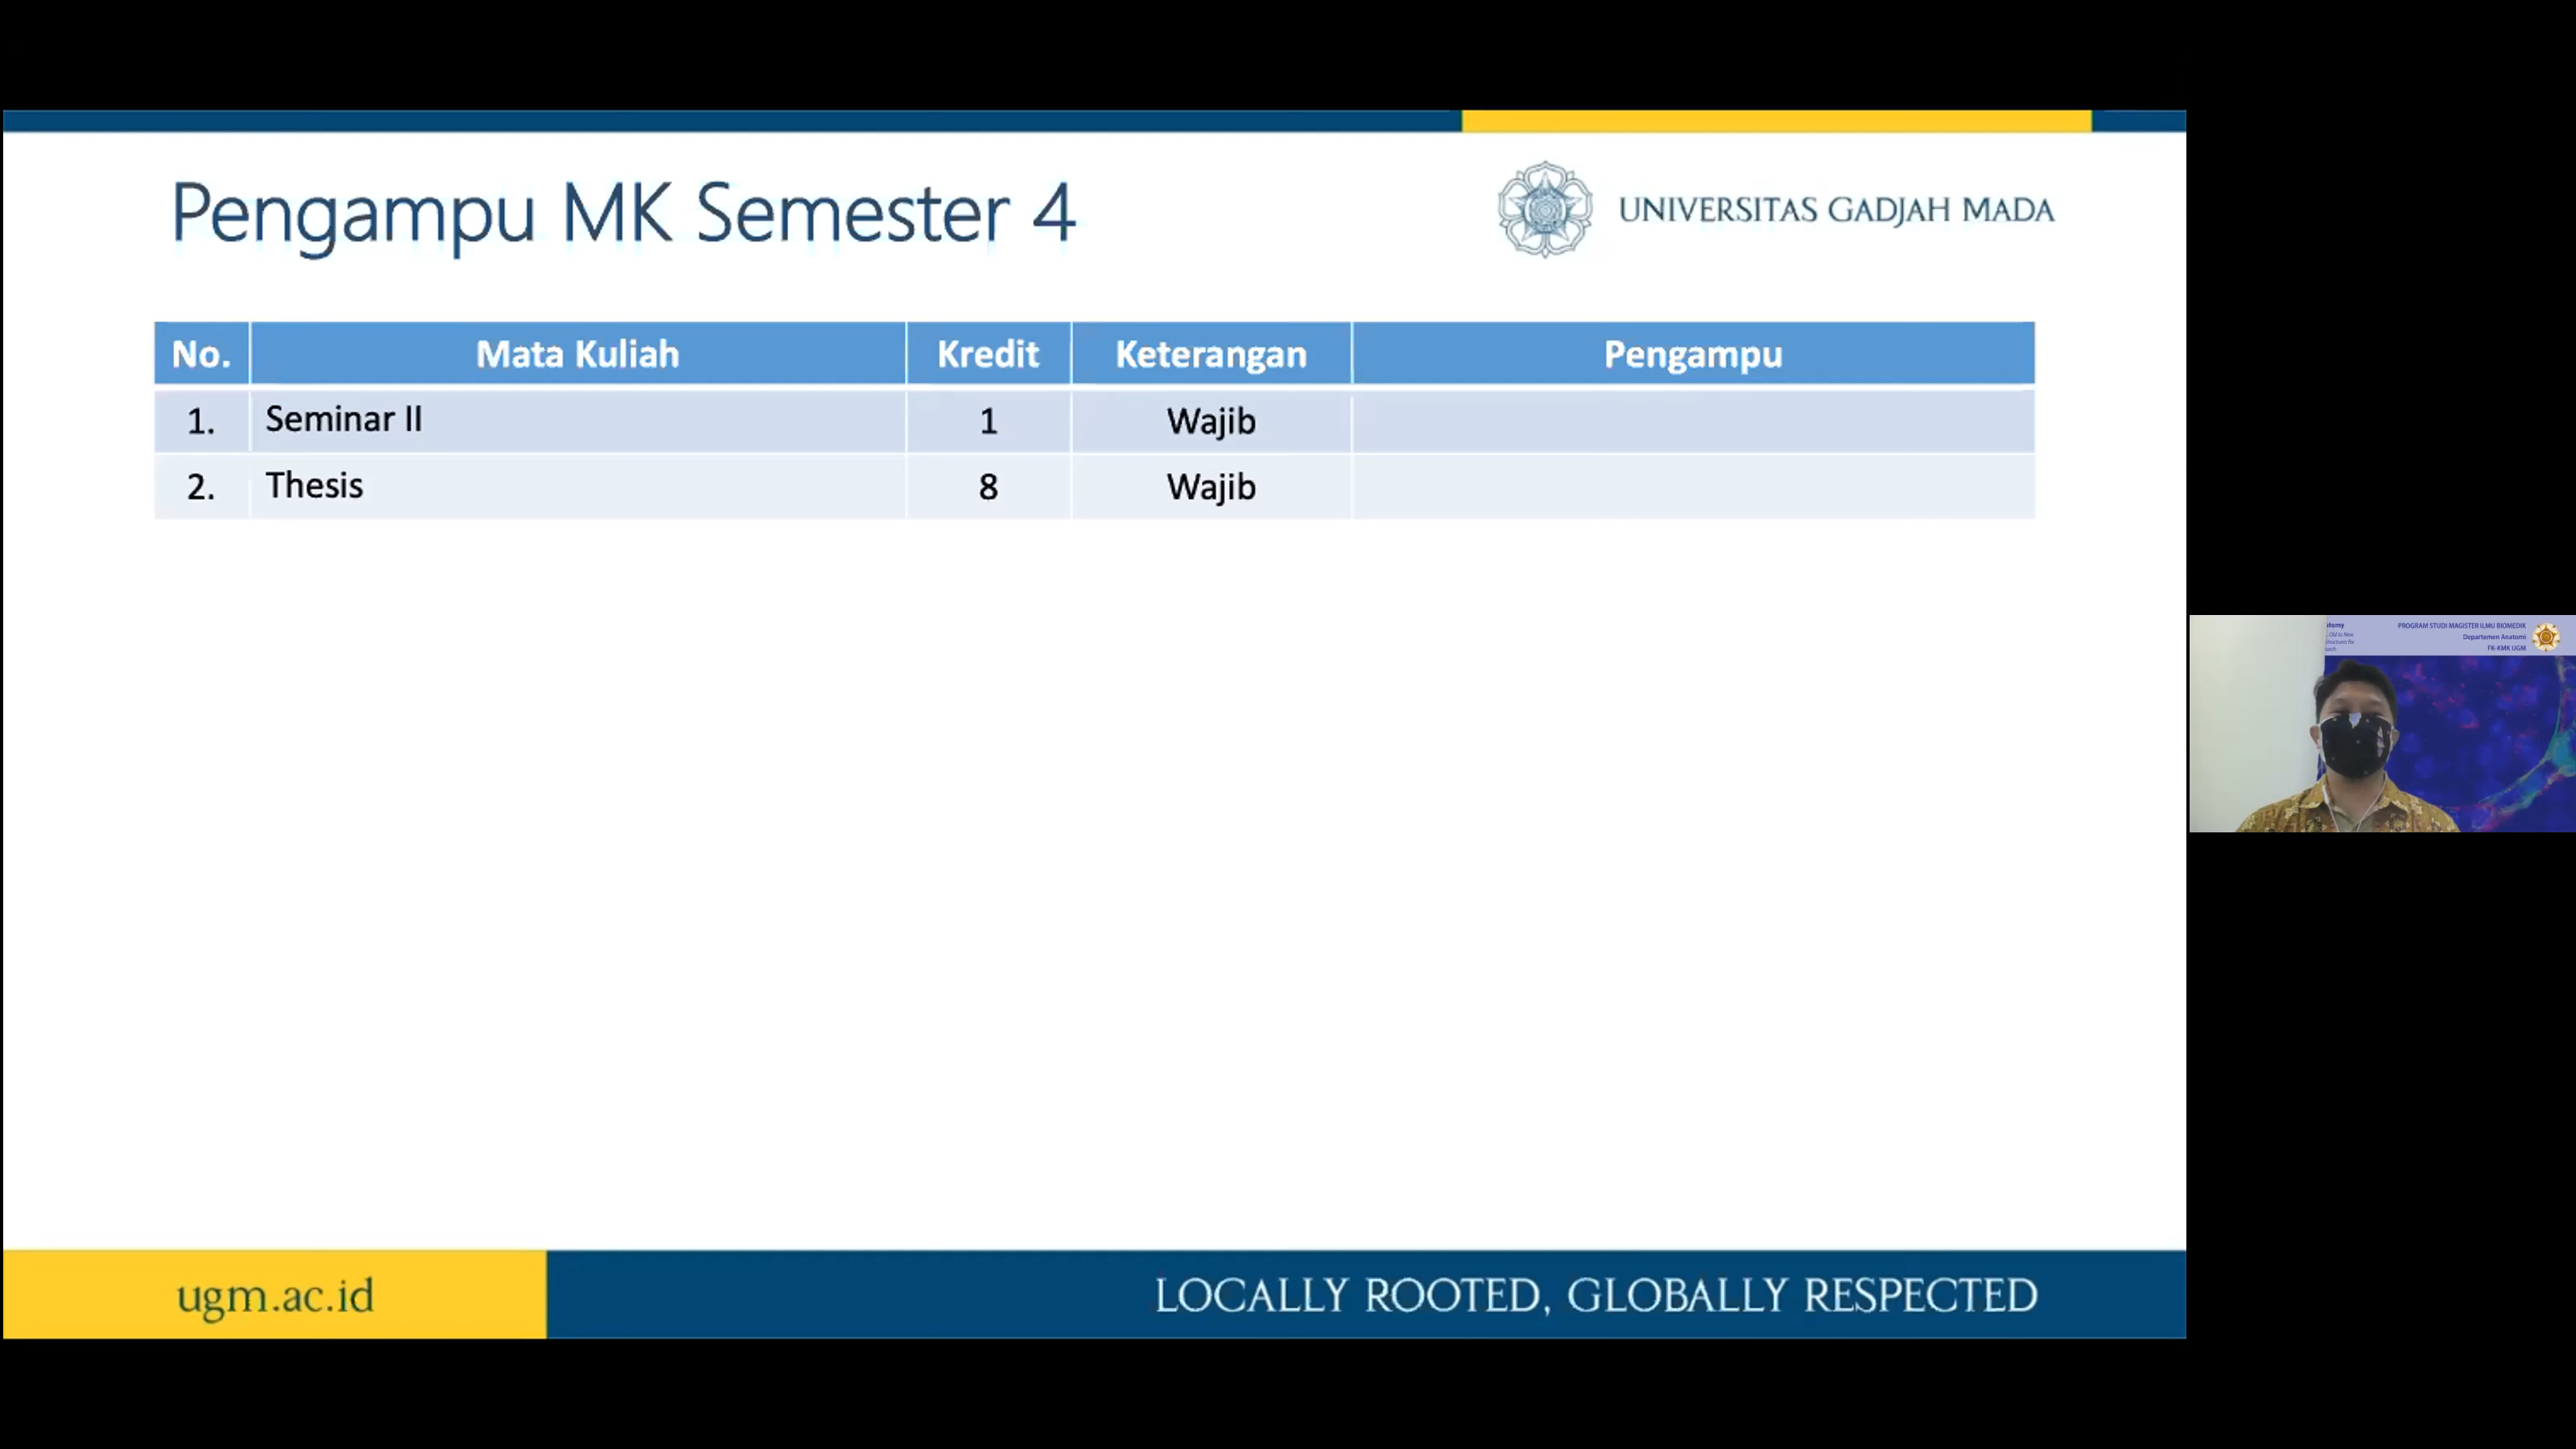 Pengampu MK Semester 4
UNIVERSITAS GADJAH MADA
No. Mata Kuliah Kredit Keterangan Pengampu
1. Seminar II 1 Wajib
2. Thesis 8 Wajib
PROGRAM STUDI MAGISTER ILMU BIOMEDIK
Departemen Anatomi
FK-KMK UGM
ugm.ac.id
LOCALLY ROOTED, GLOBALLY RESPECTED